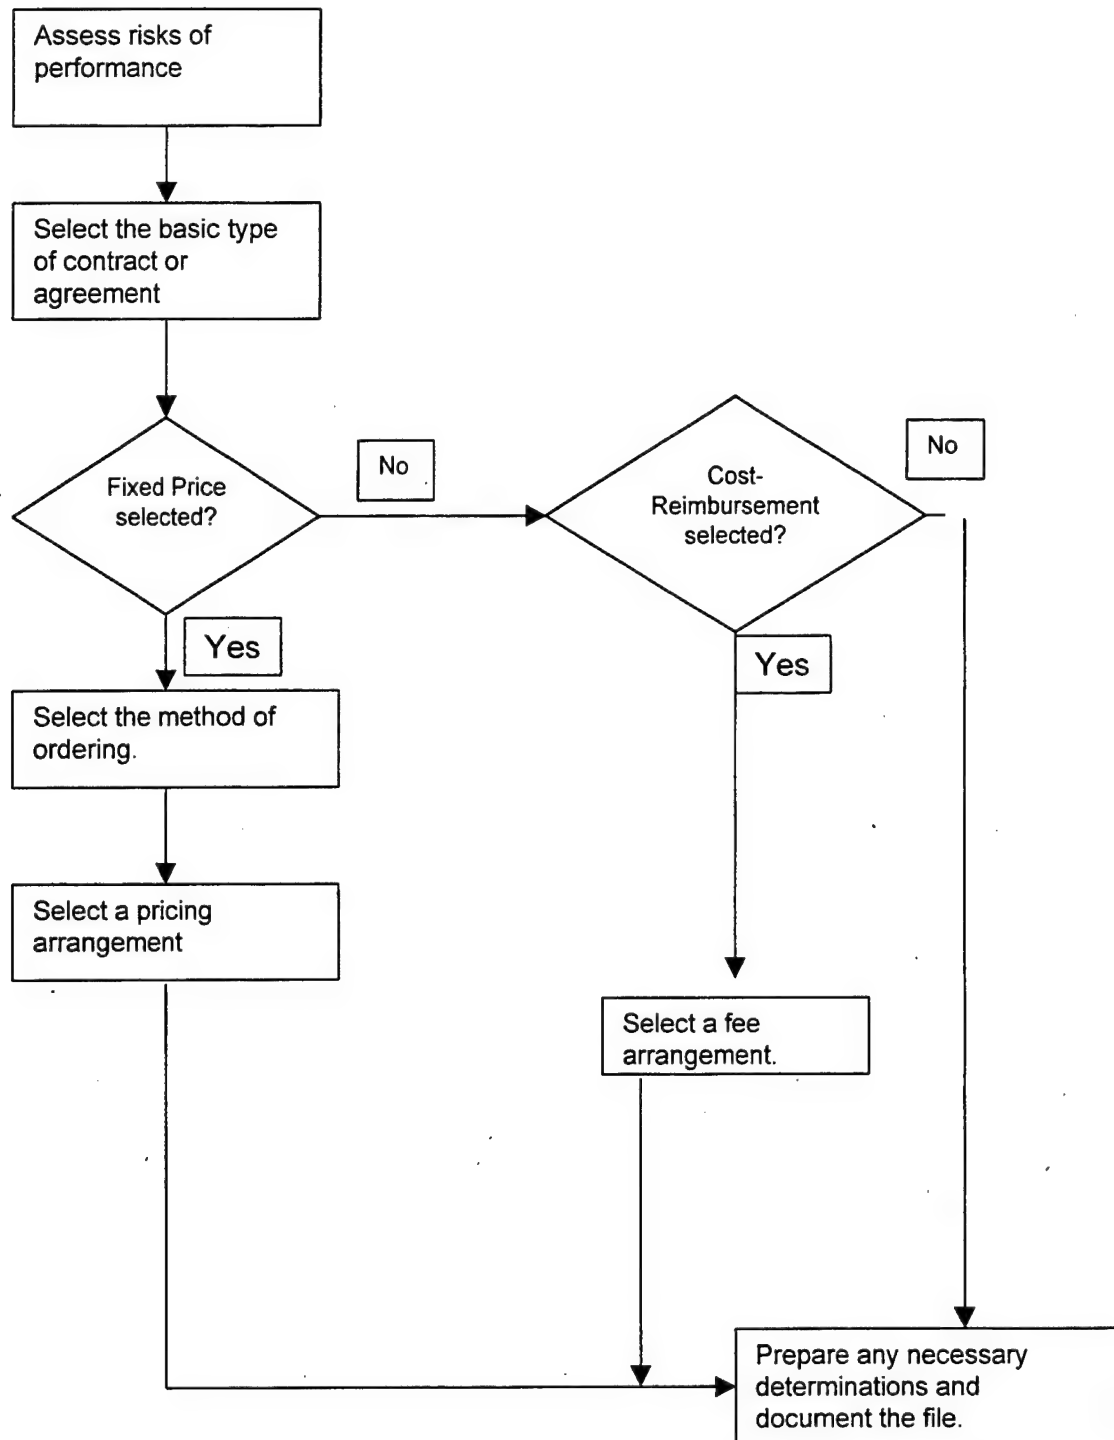 Assess risks of
performance
Select the basic type
of contract or
agreement
Fixed Price
selected?
No
Cost-
Reimbursement
selected?
No
Yes
Yes
Select the method of
ordering.
Select a pricing
arrangement
Select a fee
arrangement.
Prepare any necessary
determinations and
document the file.